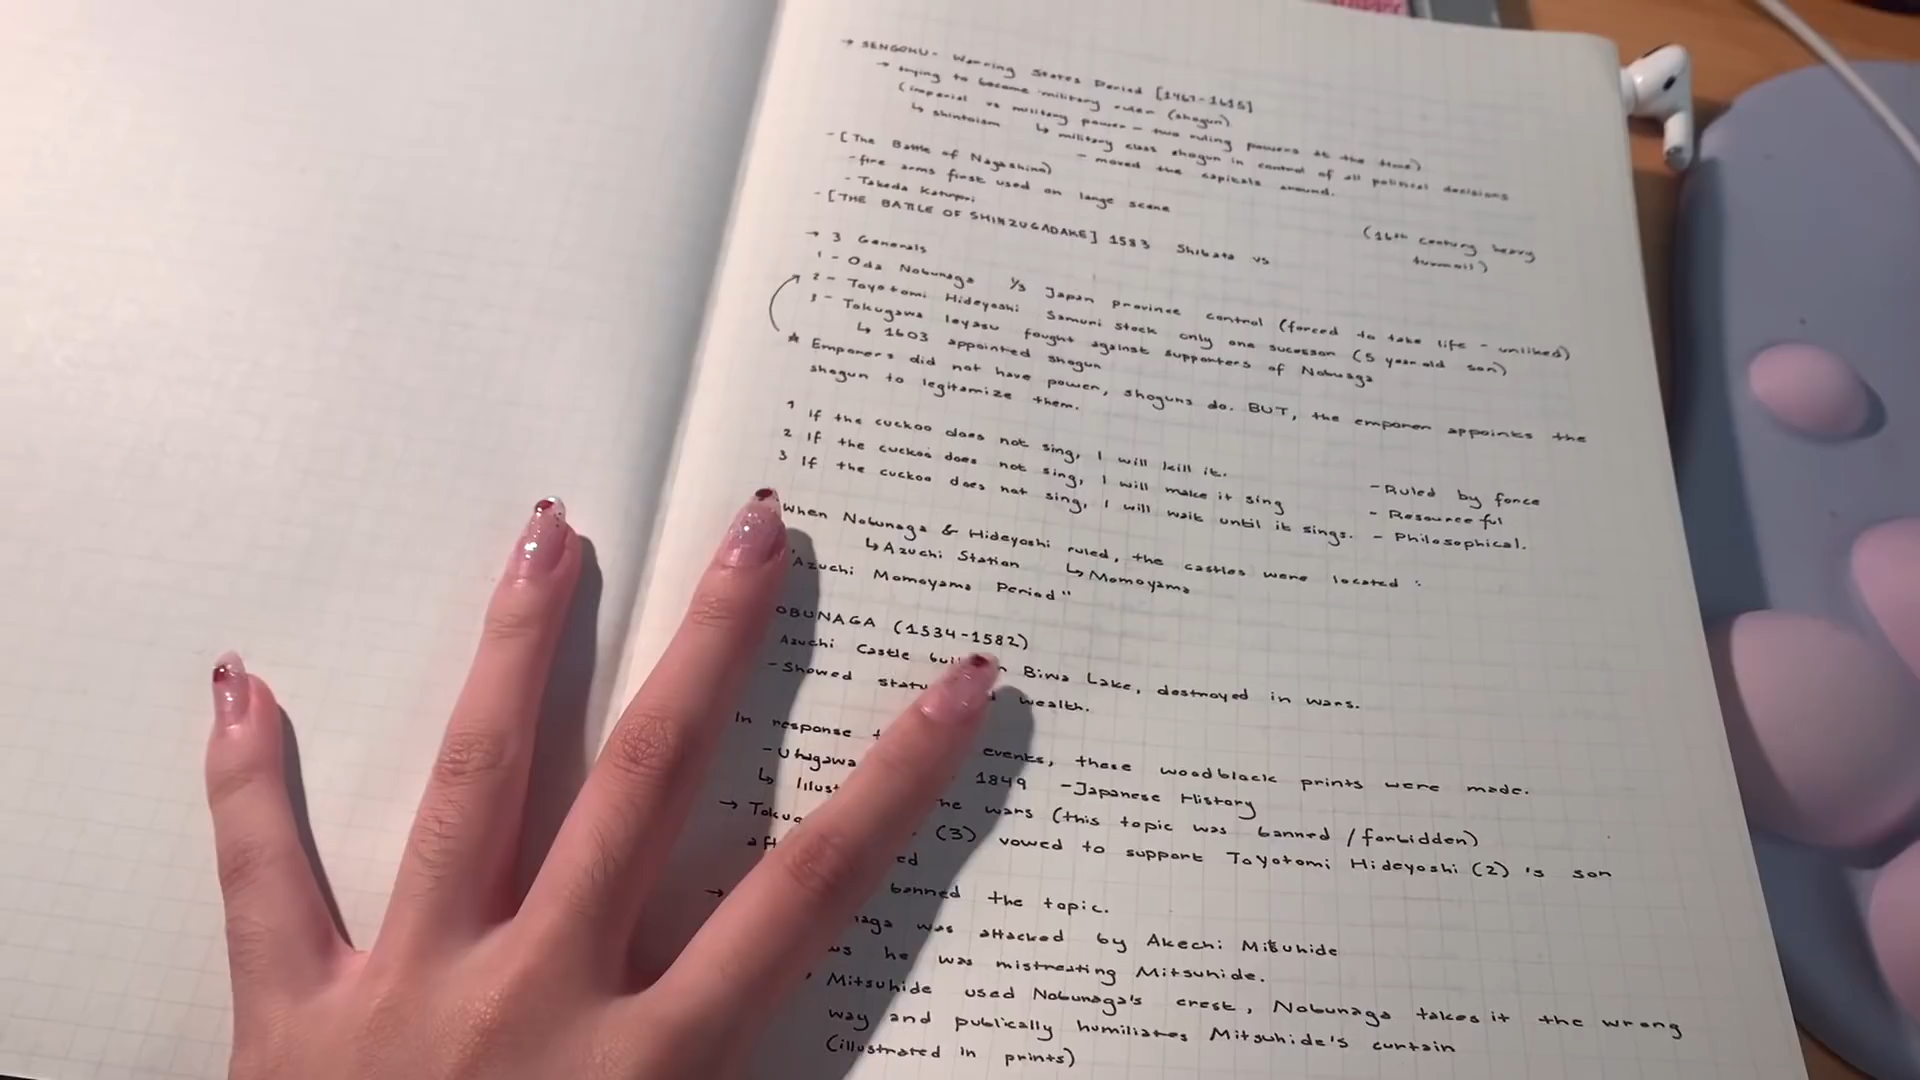 → SENGOKU - Warring States Period [1467-1615]
→ trying to become military ruler (shogun)
(imperial vs military power - two ruling powers at the time)
↳ shintoism ↳ military class shogun in control of all political decisions
- moved the capitals around.
- [The Battle of Nagashino)
- fire arms first used on large scene
- Takeda Katuyori
- [THE BATTLE OF SHINZUGADAKE] 1583 Shibata vs
(16th century heavy
turmoil)
→ 3 Generals
1 - Oda Nobunaga 1/3 Japan province control (forced to take life - unliked)
2 - Toyotomi Hideyoshi Samuri stock only one sucessor (5 year old son)
3 - Tokugawa Ieyasu fought against supporters of Nobunaga
↳ 1603 appointed shogun
★ Emporers did not have power, shoguns do. BUT, the emporer appoints the
shogun to legitamize them.
1 If the cuckoo does not sing, I will kill it. - Ruled by force
2 If the cuckoo does not sing, I will make it sing - Resourceful
3 If the cuckoo does not sing, I will wait until it sings. - Philosophical.
When Nobunaga & Hideyoshi ruled, the castles were located :
↳ Azuchi Station ↳ Momoyama
"Azuchi Momoyama Period"
OBUNAGA (1534-1582)
Azuchi Castle Biwa Lake, destroyed in wars.
- Showed wealth.
In response events, these woodblock prints were made.
- Utagawa 1849 - Japanese History
↳ wars (this topic was banned / forbidden)
→ (3) vowed to support Toyotomi Hideyoshi (2)'s son
→ banned the topic.
was attacked by Akechi Mitsuhide
he was mistreating Mitsuhide.
Mitsuhide used Nobunaga's crest, Nobunaga takes it the wrong
way and publically humiliates Mitsuhide's curtain
(illustrated in prints)